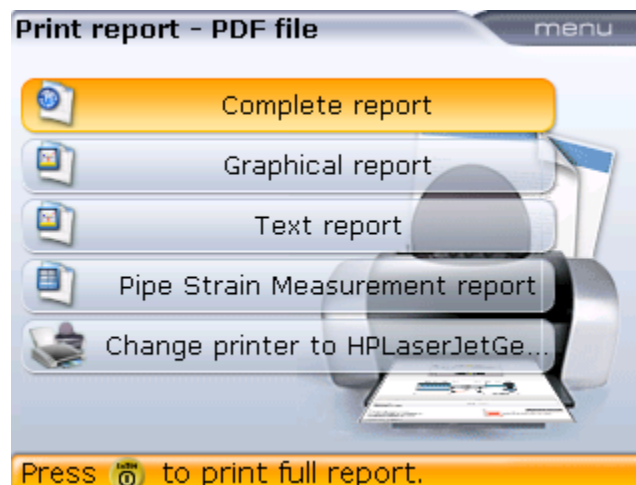 Print report - PDF file
menu
Complete report
Graphical report
Text report
Pipe Strain Measurement report
Change printer to HPLaserJetGe...
Press to print full report.